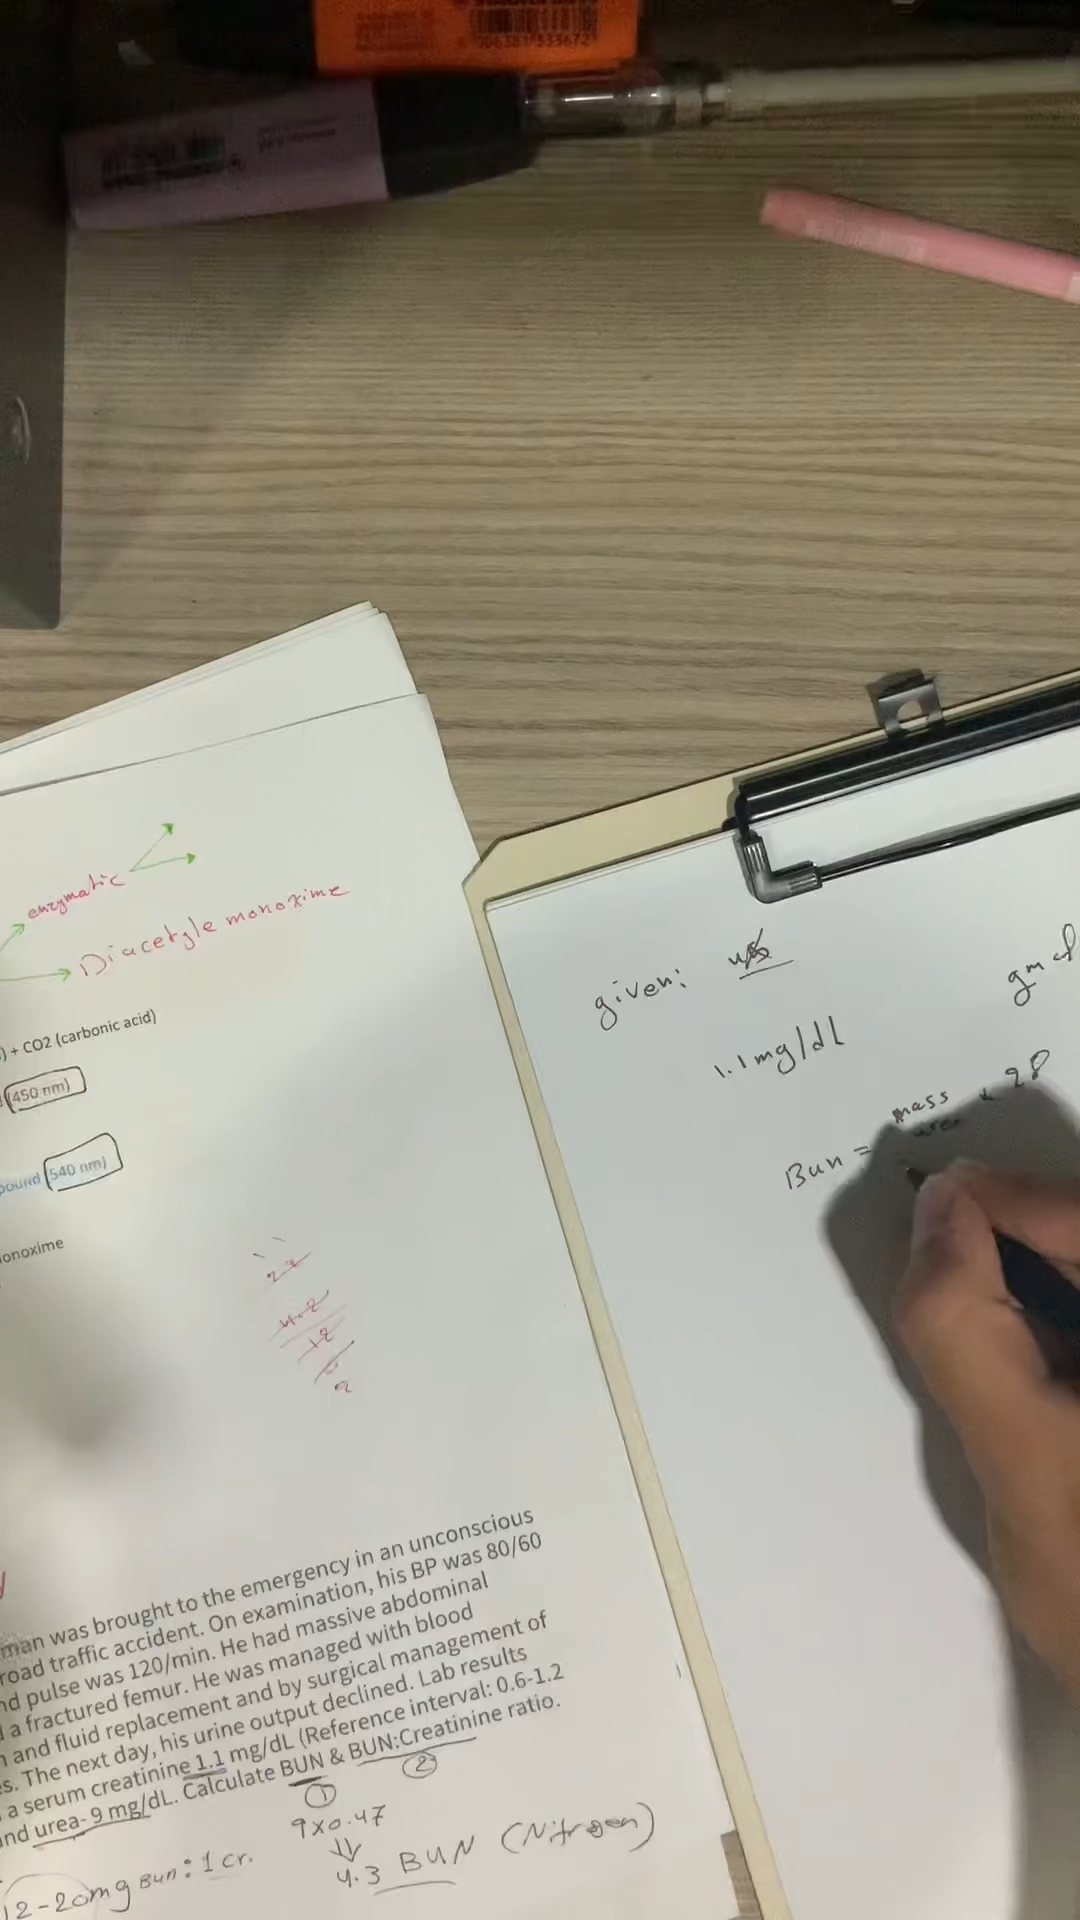 enzymatic
Diacetyle monoxime
) + CO2 (carbonic acid)
(450 nm)
pound (540 nm)
onoxime
man was brought to the emergency in an unconscious
road traffic accident. On examination, his BP was 80/60
nd pulse was 120/min. He had massive abdominal
d a fractured femur. He was managed with blood
n and fluid replacement and by surgical management of
s. The next day, his urine output declined. Lab results
a serum creatinine 1.1 mg/dL (Reference interval: 0.6-1.2
nd urea- 9 mg/dL. Calculate BUN & BUN:Creatinine ratio.
1 2
9x0.47
4.3 BUN (Nitrogen)
12-20mg Bun : 1 cr.
given:
1.1mg/dL
gm
Bun = mass * 28